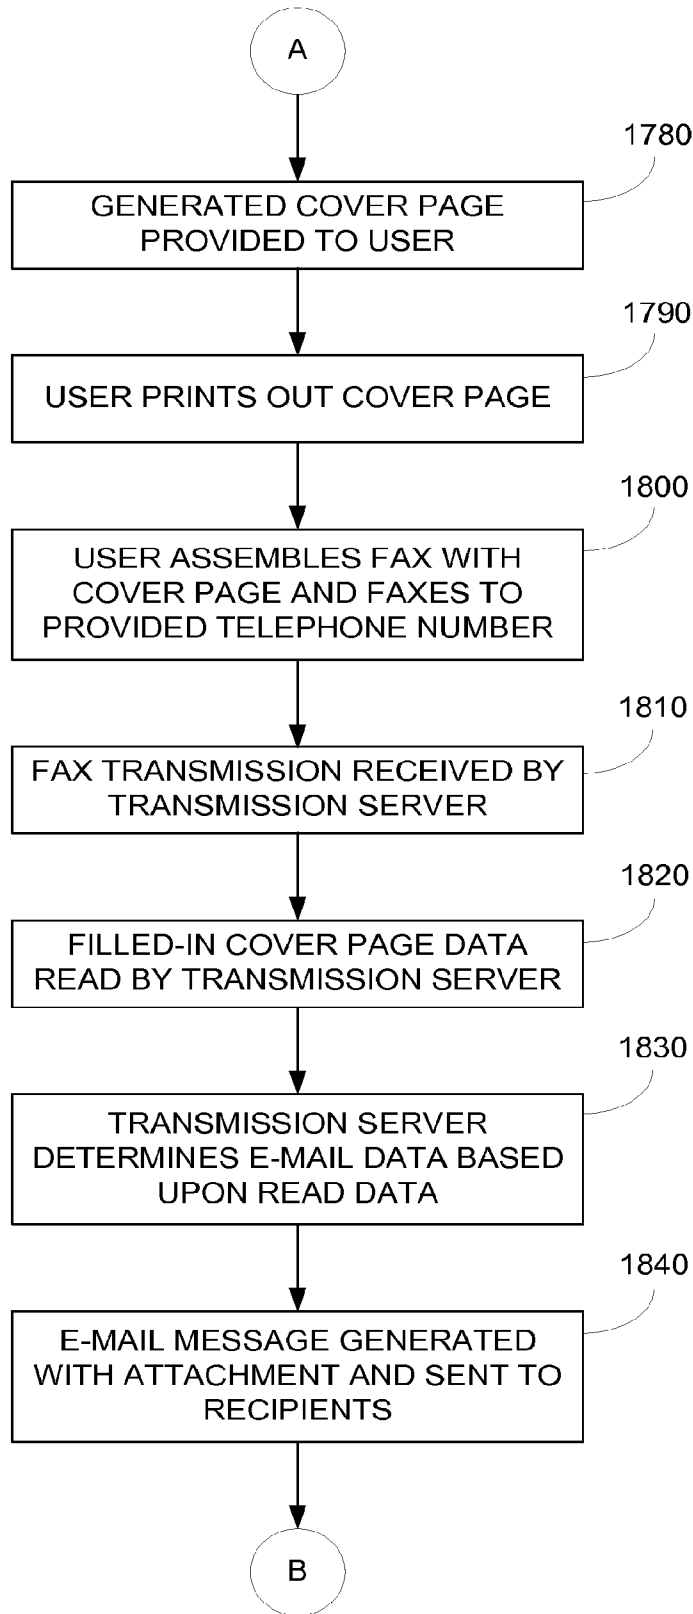 A
1780
GENERATED COVER PAGE
PROVIDED TO USER
1790
USER PRINTS OUT COVER PAGE
1800
USER ASSEMBLES FAX WITH
COVER PAGE AND FAXES TO
PROVIDED TELEPHONE NUMBER
1810
FAX TRANSMISSION RECEIVED BY
TRANSMISSION SERVER
1820
FILLED-IN COVER PAGE DATA
READ BY TRANSMISSION SERVER
1830
TRANSMISSION SERVER
DETERMINES E-MAIL DATA BASED
UPON READ DATA
1840
E-MAIL MESSAGE GENERATED
WITH ATTACHMENT AND SENT TO
RECIPIENTS
B